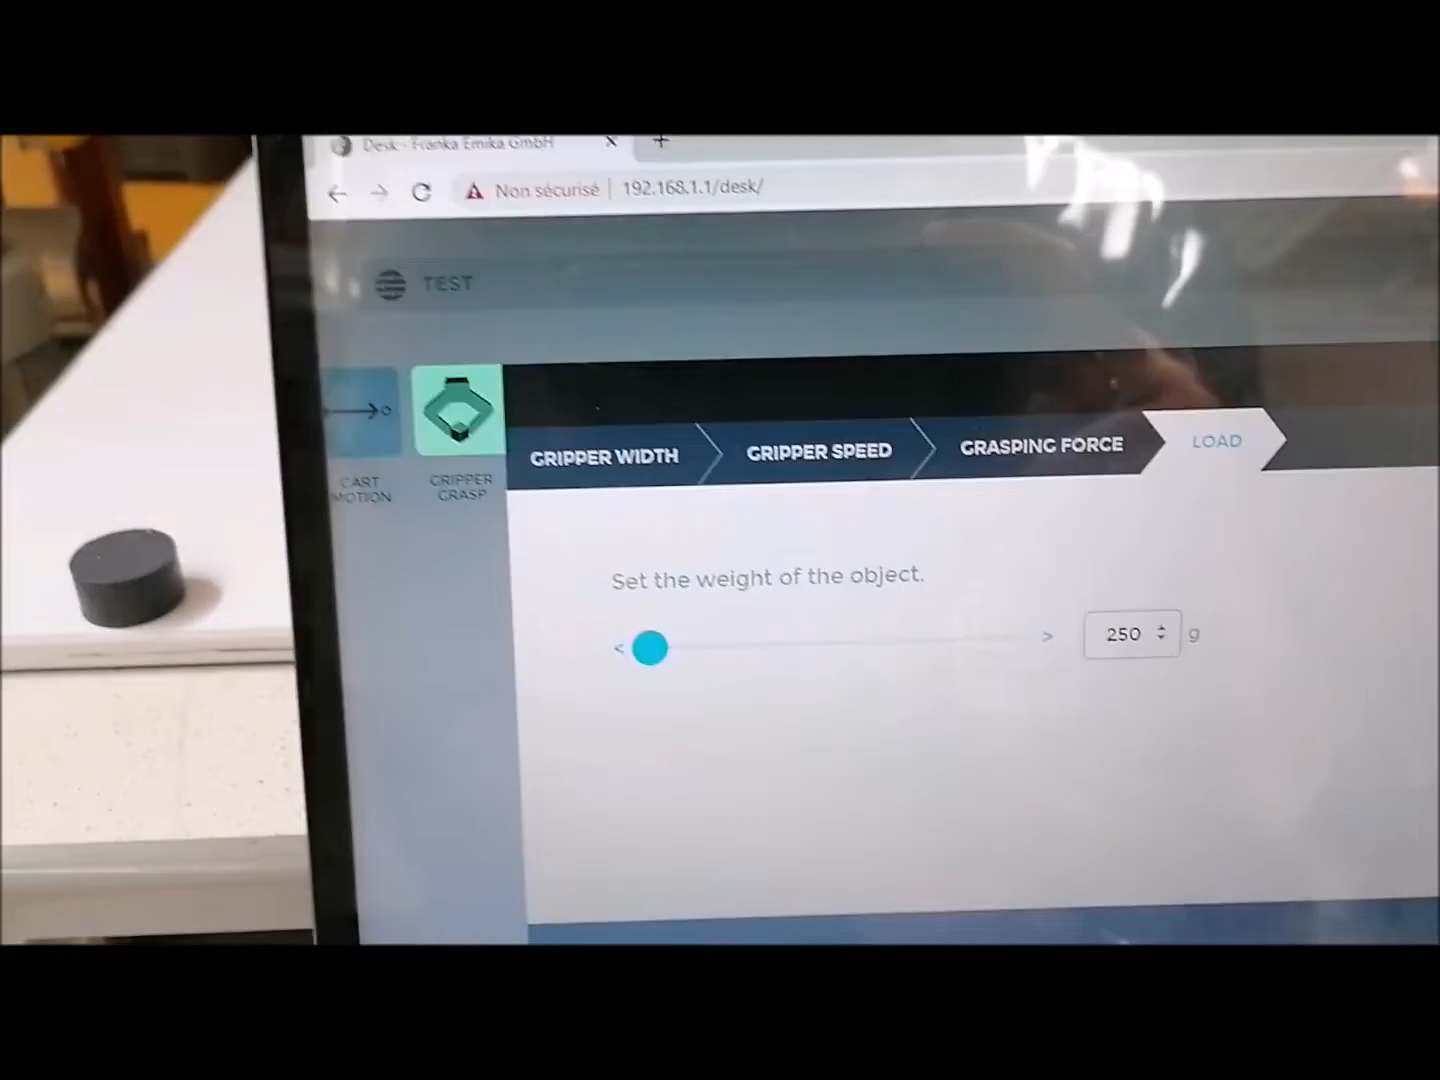 Desk - Franka Emika GmbH
Non sécurisé | 192.168.1.1/desk/
TEST
GRIPPER WIDTH
GRIPPER SPEED
GRASPING FORCE
LOAD
CART
MOTION
GRIPPER
GRASP
Set the weight of the object.
< > 250 g